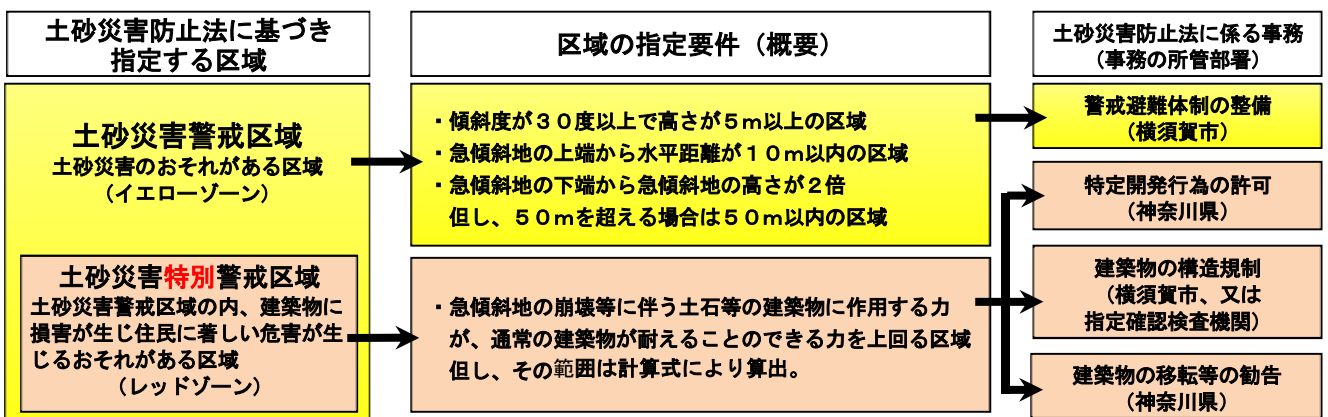 土砂災害防止法に基づき
指定する区域
区域の指定要件（概要）
土砂災害防止法に係る事務
（事務の所管部署）
土砂災害警戒区域
土砂災害のおそれがある区域
（イエローゾーン）
・傾斜度が３０度以上で高さが５ｍ以上の区域
・急傾斜地の上端から水平距離が１０ｍ以内の区域
・急傾斜地の下端から急傾斜地の高さが２倍
但し、５０ｍを超える場合は５０ｍ以内の区域
警戒避難体制の整備
（横須賀市）
土砂災害特別警戒区域
土砂災害警戒区域の内、建築物に
損害が生じ住民に著しい危害が生
じるおそれがある区域
（レッドゾーン）
・急傾斜地の崩壊等に伴う土石等の建築物に作用する力
が、通常の建築物が耐えることのできる力を上回る区域
但し、その範囲は計算式により算出。
特定開発行為の許可
（神奈川県）
建築物の構造規制
（横須賀市、又は
指定確認検査機関）
建築物の移転等の勧告
（神奈川県）